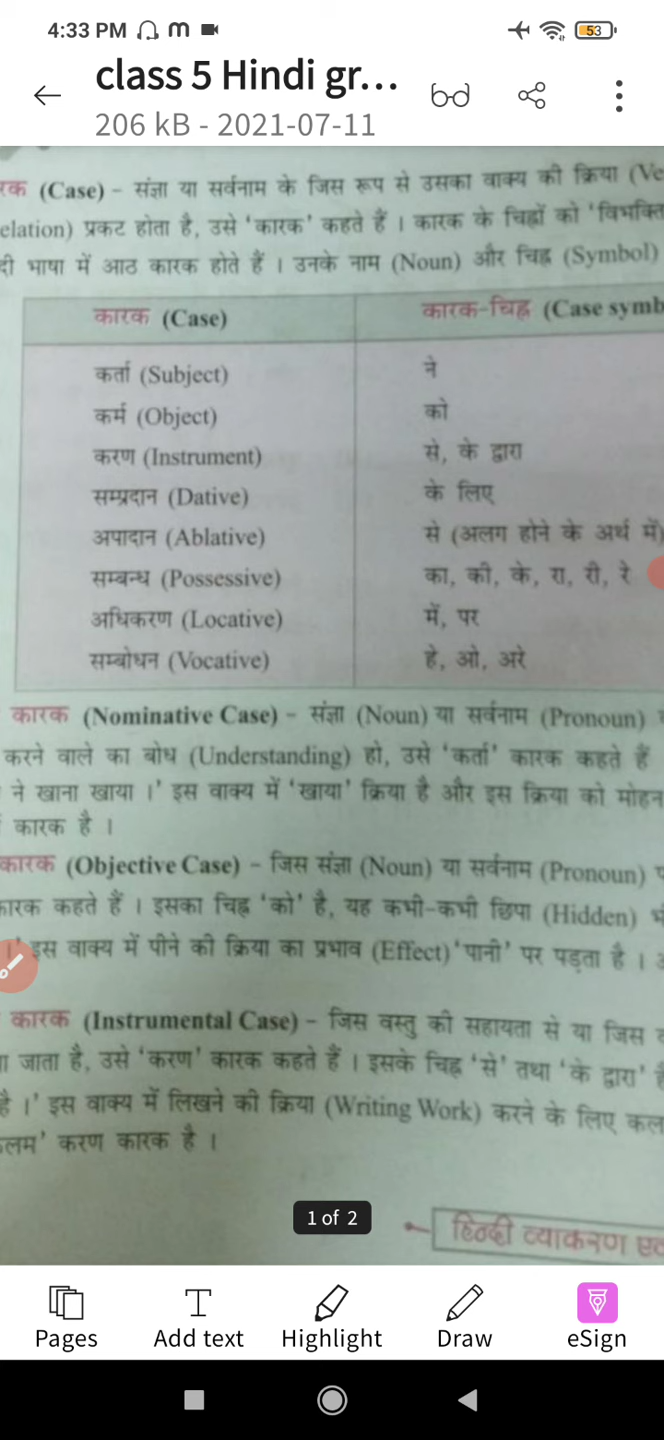 4:33 PM
53
class 5 Hindi gr...
206 kB - 2021-07-11
(Case) - संज्ञा या सर्वनाम के जिस रूप से उसका वाक्य की क्रिया
प्रकट होता है, उसे 'कारक' कहते हैं । कारक के चिह्नों को
भाषा में आठ कारक होते हैं । उनके नाम (Noun) और चिह्न (Symbol)
कारक (Case) कारक-चिह्न (Case
कर्ता (Subject) ने
कर्म (Object) को
करण (Instrument) से, के द्वारा
सम्प्रदान (Dative) के लिए
अपादान (Ablative) से (अलग होने के अर्थ में)
सम्बन्ध (Possessive) का, की, के, रा, री, रे
अधिकरण (Locative) में, पर
सम्बोधन (Vocative) हे, ओ, अरे
कारक (Nominative Case) - संज्ञा (Noun) या सर्वनाम (Pronoun)
करने वाले का बोध (Understanding) हो, उसे 'कर्ता' कारक कहते हैं
ने खाना खाया ।' इस वाक्य में 'खाया' क्रिया है और इस क्रिया को मोहन
कारक है ।
कारक (Objective Case) - जिस संज्ञा (Noun) या सर्वनाम (Pronoun)
कारक कहते हैं । इसका चिह्न 'को' है, यह कभी-कभी छिपा (Hidden)
।' इस वाक्य में पीने की क्रिया का प्रभाव (Effect) 'पानी' पर पड़ता है ।
कारक (Instrumental Case) - जिस वस्तु की सहायता से या जिस
जाता है, उसे 'करण' कारक कहते हैं । इसके चिह्न 'से' तथा 'के द्वारा'
है ।' इस वाक्य में लिखने की क्रिया (Writing Work) करने के लिए
करण कारक है ।
1 of 2
हिन्दी व्याकरण
Pages Add text Highlight Draw eSign